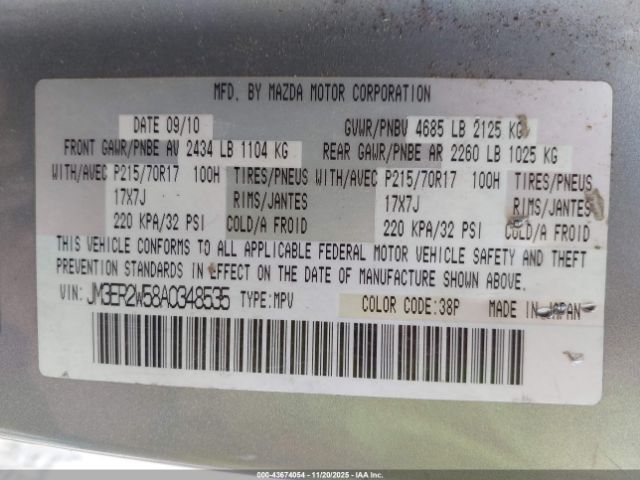 MFD. BY MAZDA MOTOR CORPORATION
DATE 09/10 GVWR/PNBV 4685 LB 2125 KG
FRONT GAWR/PNBE AV 2434 LB 1104 KG REAR GAWR/PNBE AR 2260 LB 1025 KG
WITH/AVEC P215/70R17 100H TIRES/PNEUS WITH/AVEC P215/70R17 100H TIRES/PNEUS
17X7J RIMS/JANTES 17X7J RIMS/JANTES
220 KPA/32 PSI COLD/A FROID 220 KPA/32 PSI COLD/A FROID
THIS VEHICLE CONFORMS TO ALL APPLICABLE FEDERAL MOTOR VEHICLE SAFETY AND THEFT
PREVENTION STANDARDS IN EFFECT ON THE DATE OF MANUFACTURE SHOWN ABOVE.
VIN: JM3ER2W58A0348535 TYPE:MPV COLOR CODE:38P MADE IN JAPAN
00-43674054 | 11/20/2025 | IAA Inc.